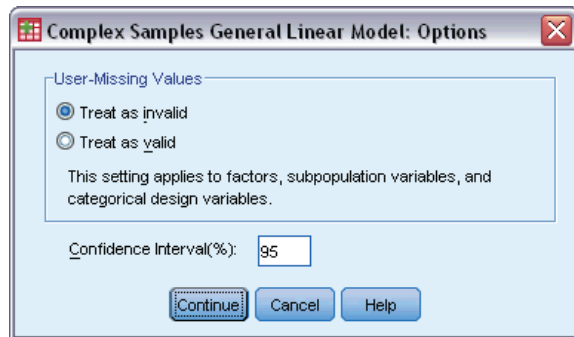 Complex Samples General Linear Model: Options
User-Missing Values
Treat as invalid
Treat as valid
This setting applies to factors, subpopulation variables, and
categorical design variables.
Confidence Interval(%): 95
Continue Cancel Help